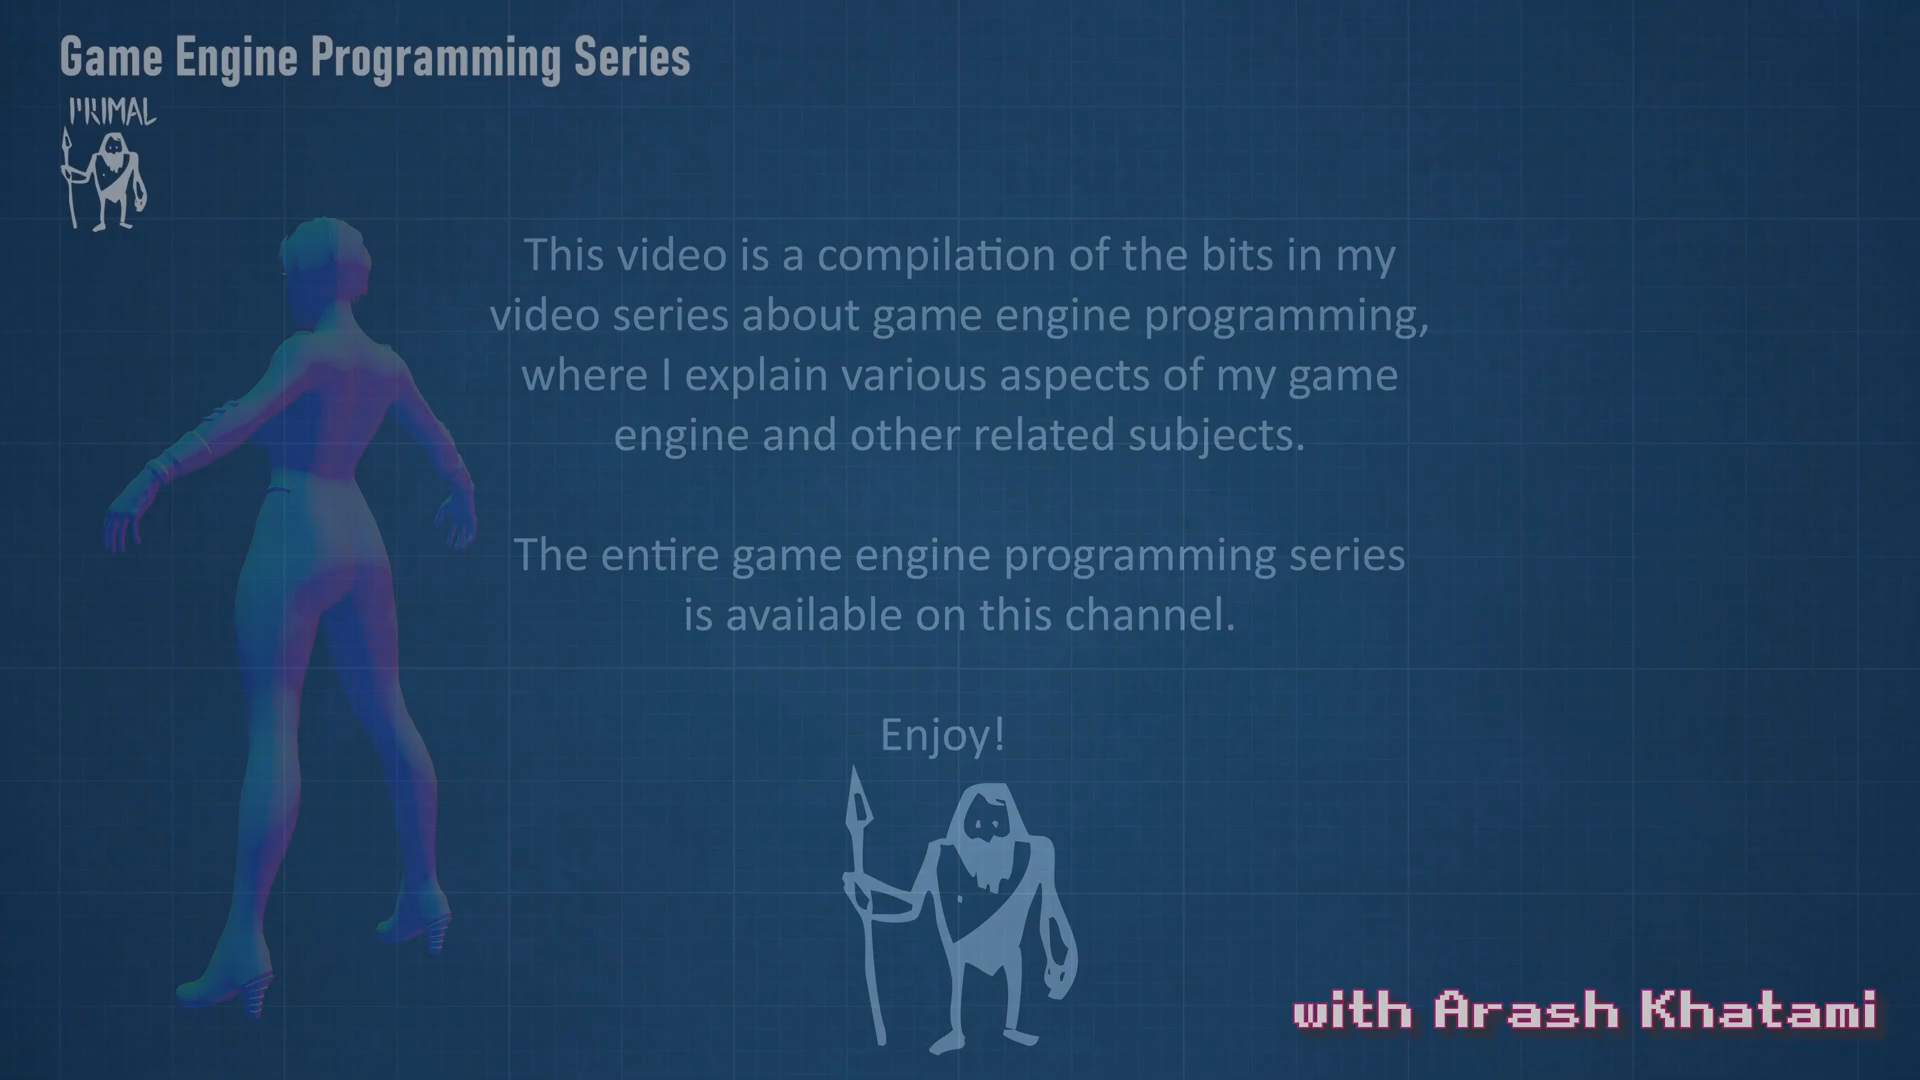 Game Engine Programming Series
PRIMAL
This video is a compilation of the bits in my
video series about game engine programming,
where I explain various aspects of my game
engine and other related subjects.
The entire game engine programming series
is available on this channel.
Enjoy!
with Arash Khatami